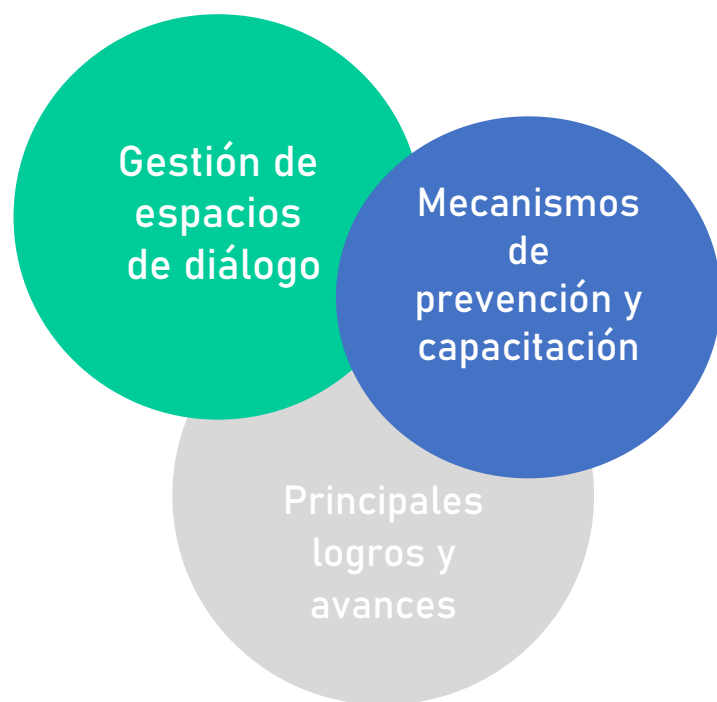 Gestión de
espacios
de diálogo
Mecanismos
de
prevención y
capacitación
Principales
logros y
avances